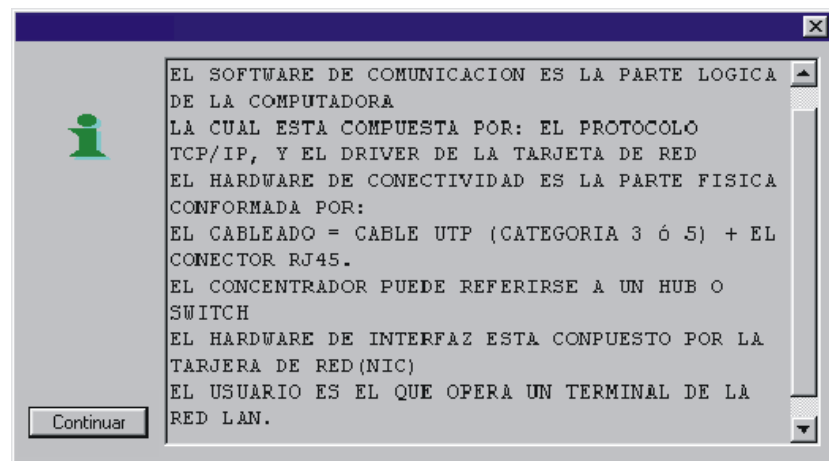 EL SOFTWARE DE COMUNICACION ES LA PARTE LOGICA
DE LA COMPUTADORA
LA CUAL ESTA COMPUESTA POR: EL PROTOCOLO
TCP/IP, Y EL DRIVER DE LA TARJETA DE RED
EL HARDWARE DE CONECTIVIDAD ES LA PARTE FISICA
CONFORMADA POR:
EL CABLEADO = CABLE UTP (CATEGORIA 3 ó 5) + EL
CONECTOR RJ45.
EL CONCENTRADOR PUEDE REFERIRSE A UN HUB O
SWITCH
EL HARDWARE DE INTERFAZ ESTA CONPUESTO POR LA
TARJERA DE RED(NIC)
EL USUARIO ES EL QUE OPERA UN TERMINAL DE LA
RED LAN.
Continuar